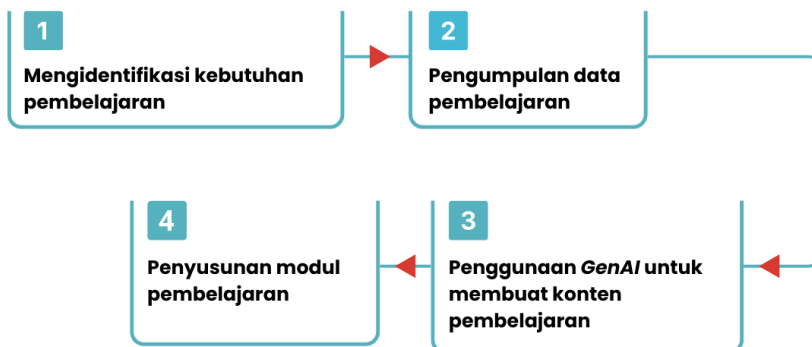 1
Mengidentifikasi kebutuhan
pembelajaran
2
Pengumpulan data
pembelajaran
3
Penggunaan GenAI untuk
membuat konten
pembelajaran
4
Penyusunan modul
pembelajaran